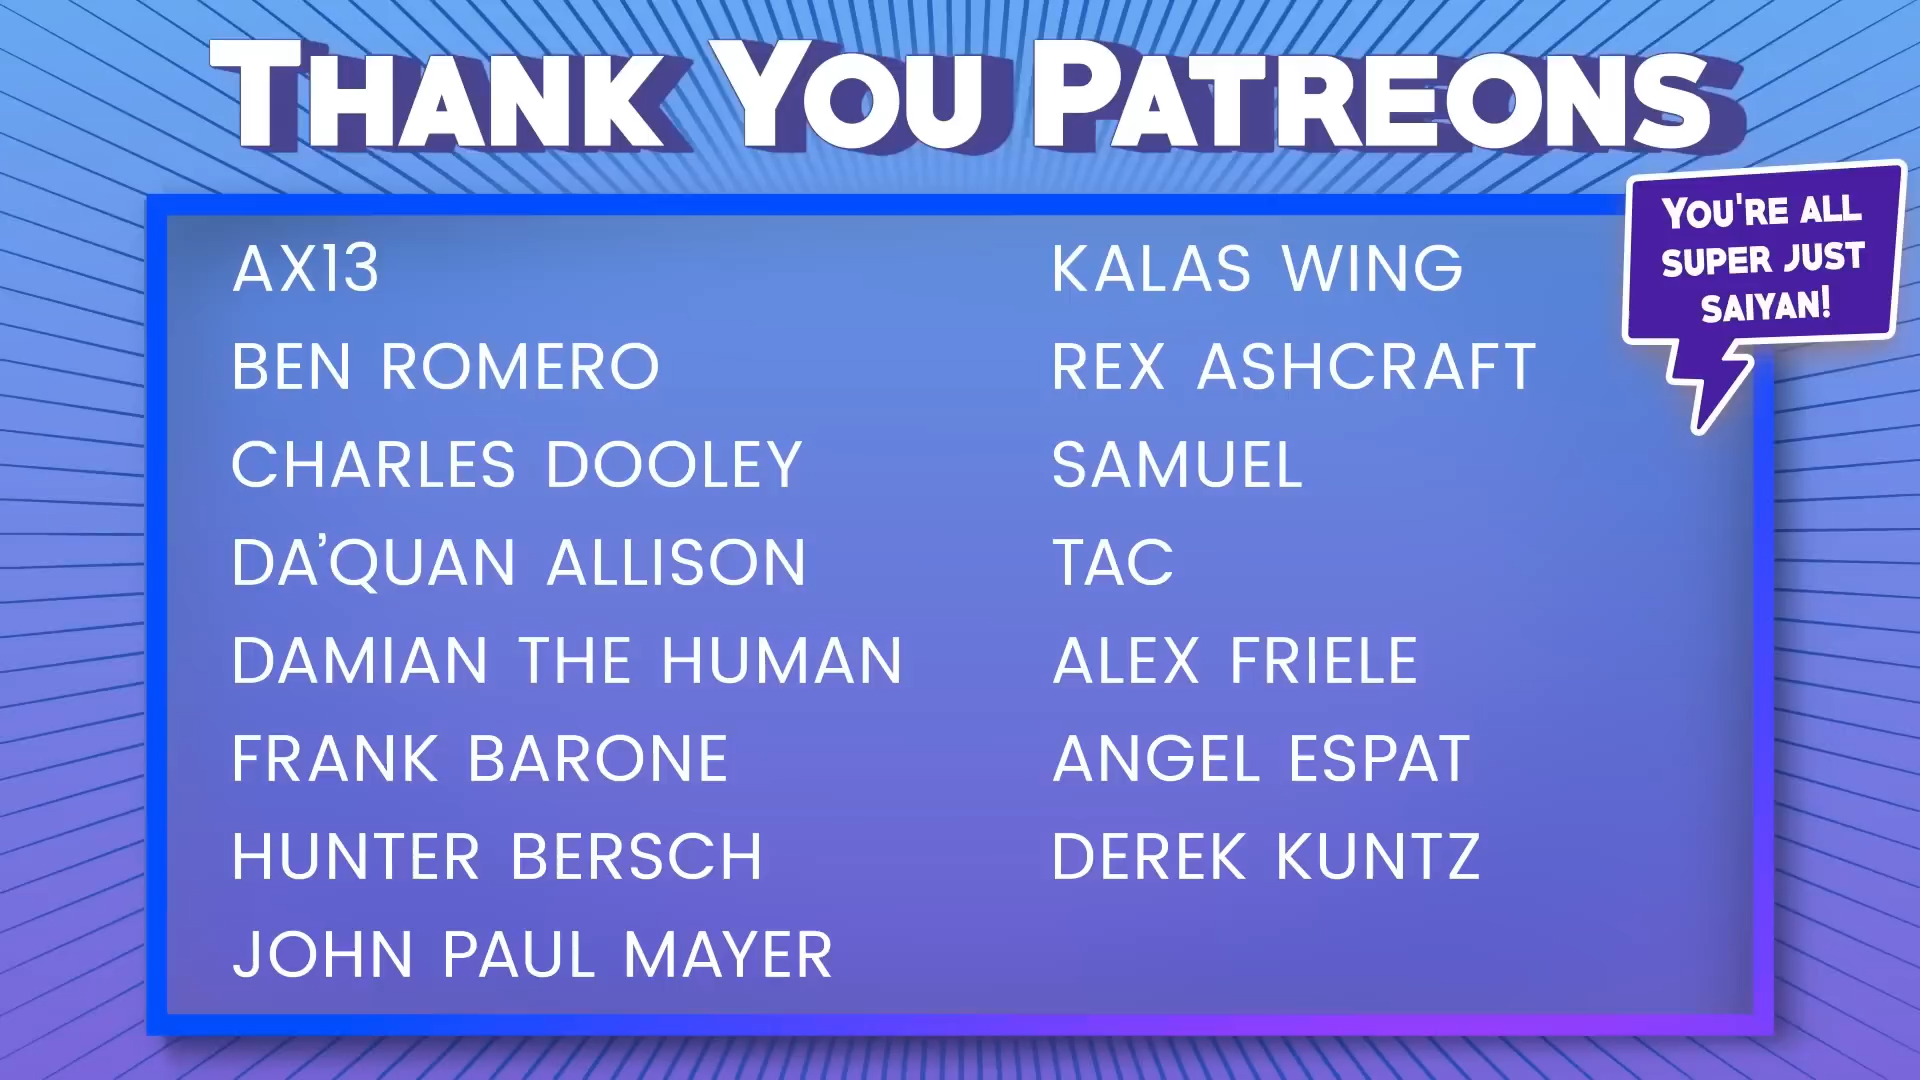 THANK YOU PATREONS
YOU'RE ALL
SUPER JUST
SAIYAN!
AX13
BEN ROMERO
CHARLES DOOLEY
DA'QUAN ALLISON
DAMIAN THE HUMAN
FRANK BARONE
HUNTER BERSCH
JOHN PAUL MAYER
KALAS WING
REX ASHCRAFT
SAMUEL
TAC
ALEX FRIELE
ANGEL ESPAT
DEREK KUNTZ